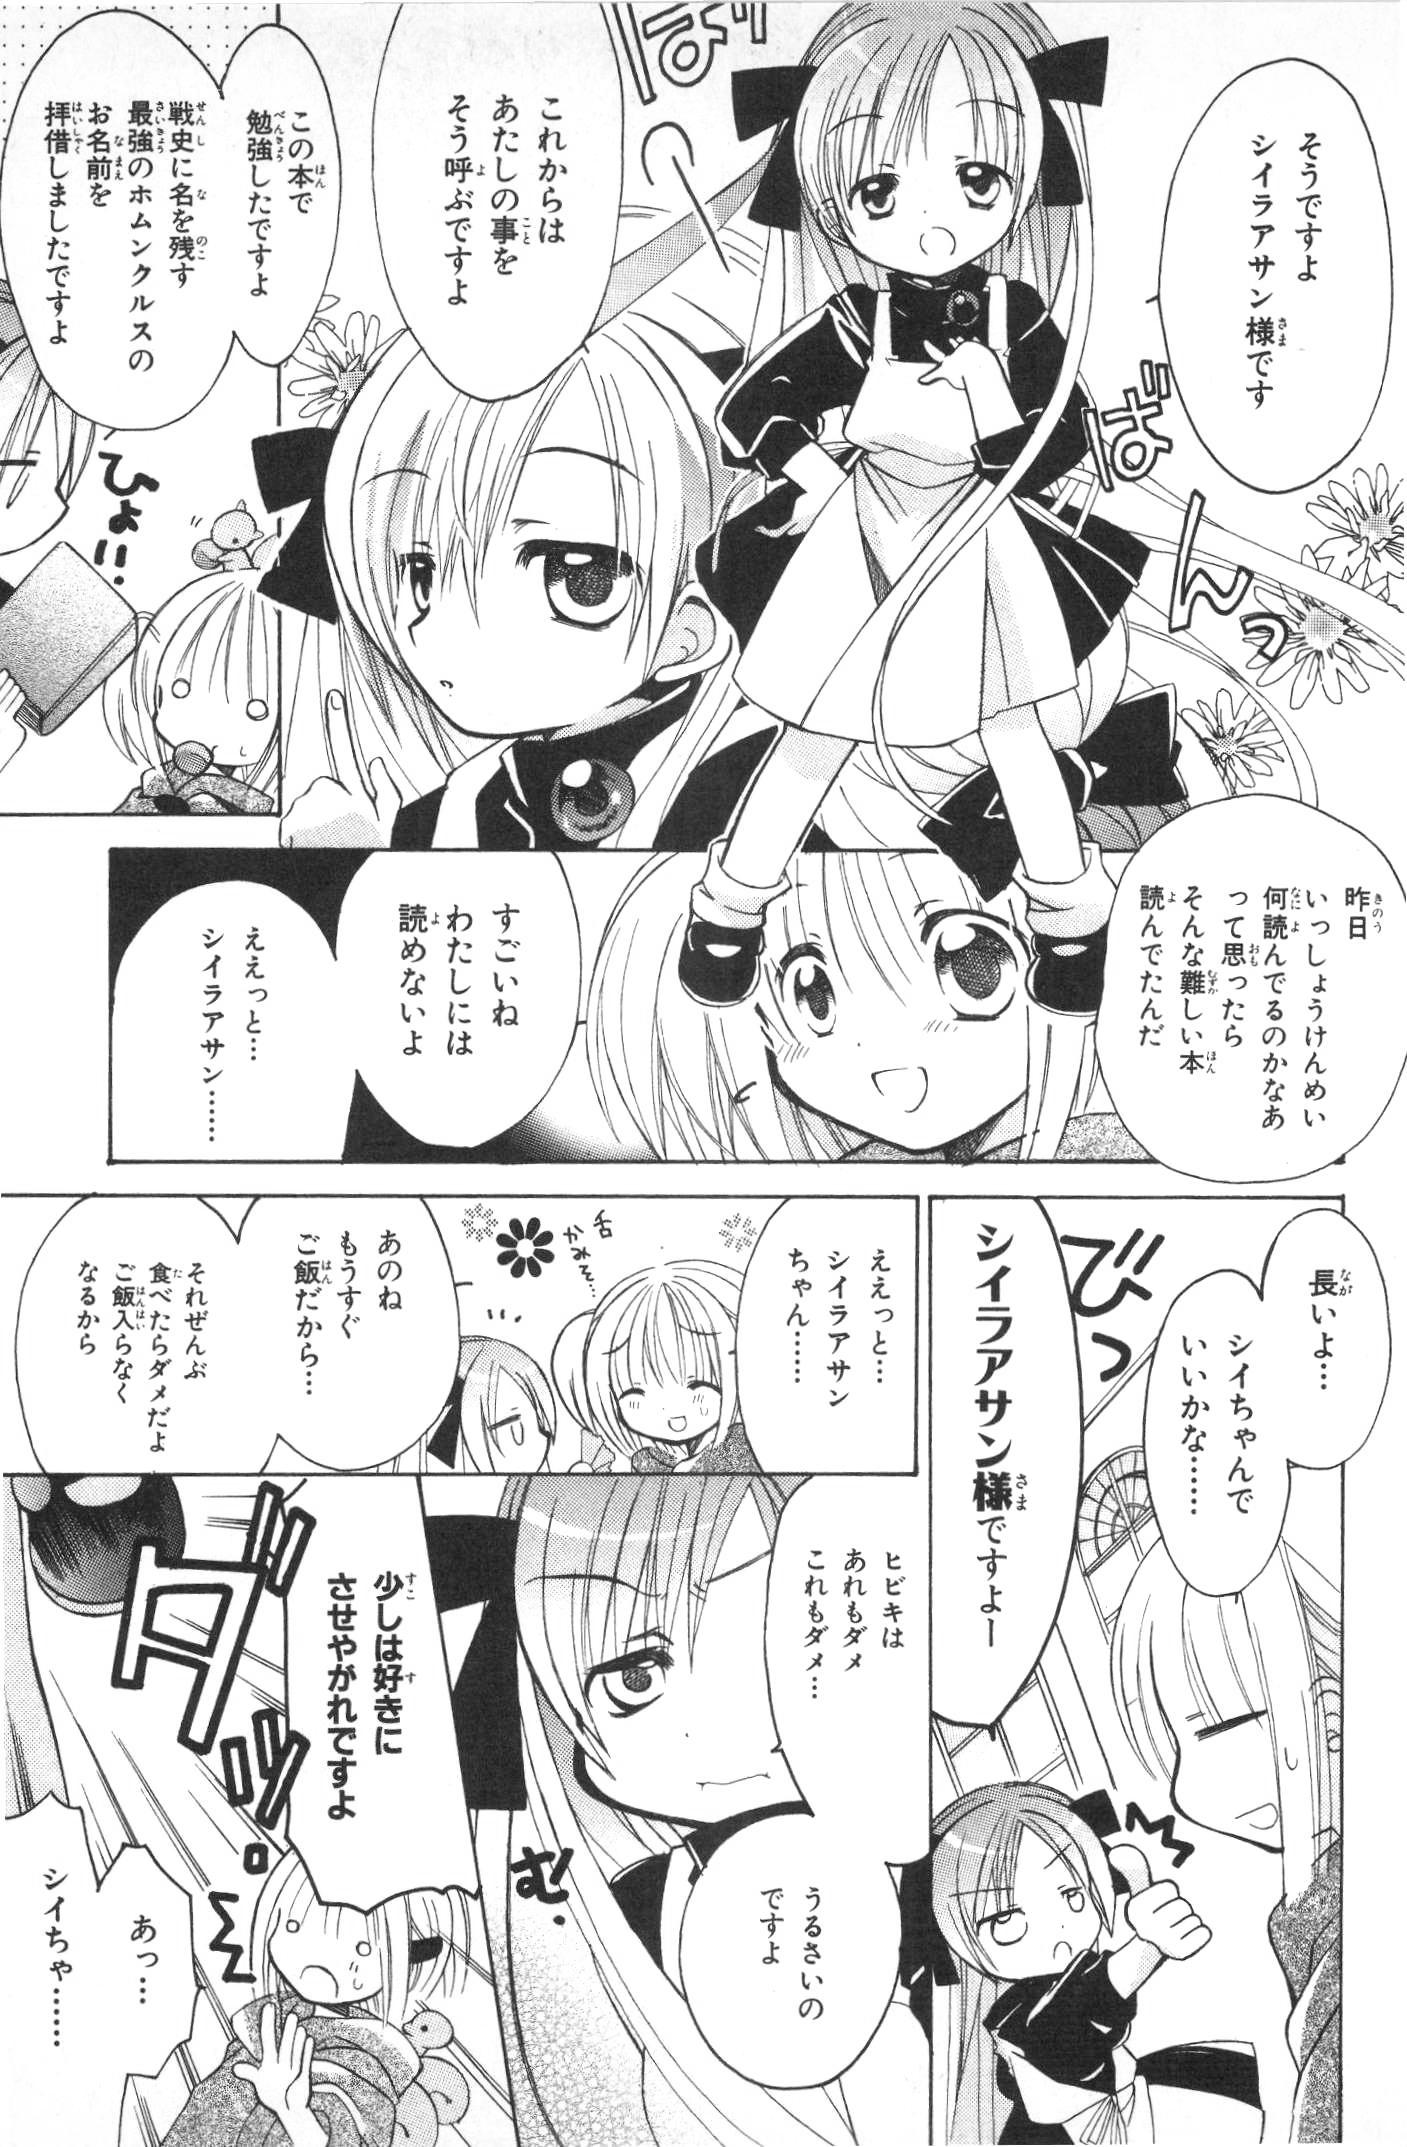 そうですよ
シイラアサン様です
ばばーんっ
これからは
あたしの事を
そう呼ぶですよ
この本で
勉強したですよ
戦史に名を残す
最強のホムンクルスの
お名前を
拝借しましたですよ
ひょい
昨日
いっしょうけんめい
何読んでるのかなあ
って思ったら
そんな難しい本
読んでたんだ
すごいね
わたしには
読めないよ
ええっと…
シイラアサン……
長いよ…
シイちゃんで
いいかな……
びっ
シイラアサン様ですよー
ええっと…
シイラアサン
ちゃん……
舌
かみそ…
あのね
もうすぐ
ご飯だから…
それぜんぶ
食べたらダメだよ
ご飯入らなく
なるから
ヒビキは
あれもダメ
これもダメ…
うるさいの
ですよ
む!
少しは好きに
させやがれですよ
ダッ
あっ…
シイちゃ……